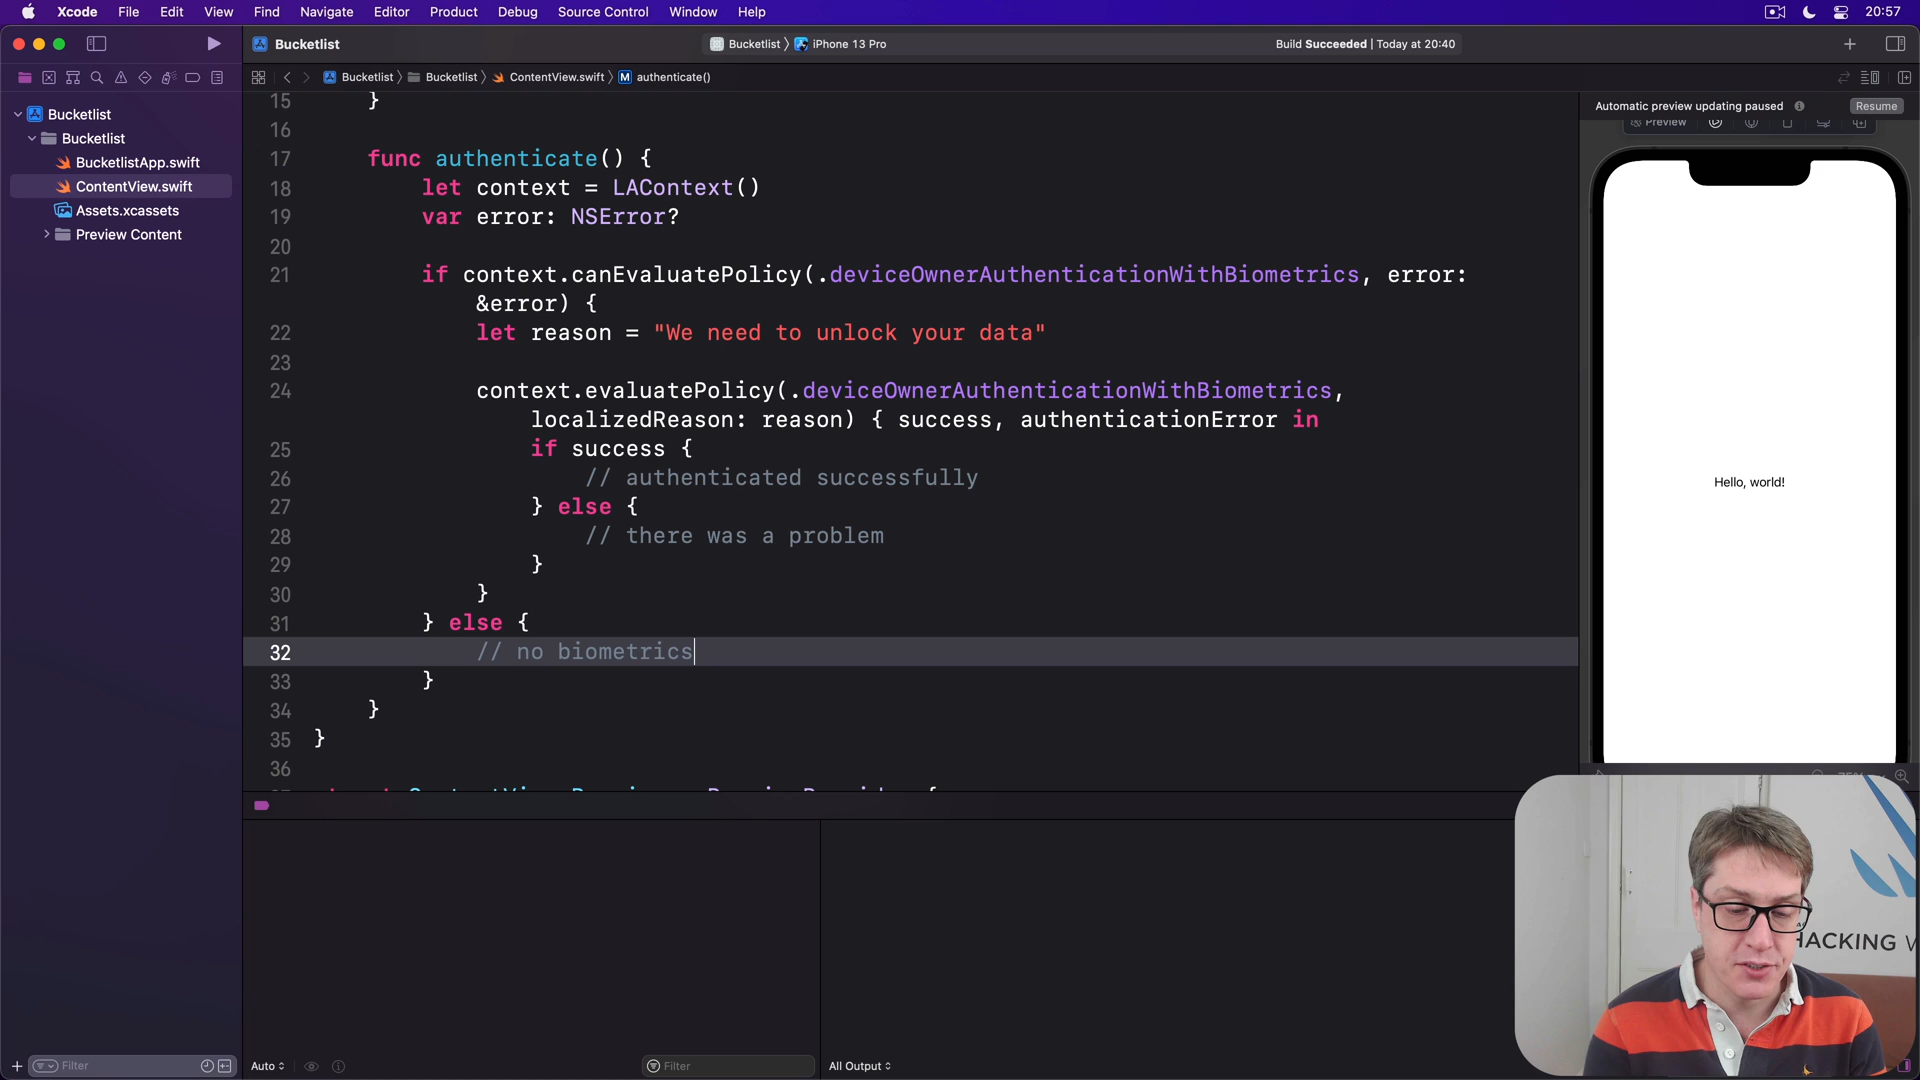 Xcode File Edit View Find Navigate Editor Product Debug Source Control Window Help 20:57
Bucketlist Bucketlist iPhone 13 Pro Build Succeeded | Today at 20:40
Bucketlist Bucketlist ContentView.swift M authenticate()
Automatic preview updating paused Resume
Preview
Bucketlist
Bucketlist
BucketlistApp.swift
ContentView.swift
Assets.xcassets
Preview Content
15 }
16
17 func authenticate() {
18 let context = LAContext()
19 var error: NSError?
20
21 if context.canEvaluatePolicy(.deviceOwnerAuthenticationWithBiometrics, error:
&error) {
22 let reason = "We need to unlock your data"
23
24 context.evaluatePolicy(.deviceOwnerAuthenticationWithBiometrics,
localizedReason: reason) { success, authenticationError in
25 if success {
26 // authenticated successfully
27 } else {
28 // there was a problem
29 }
30 }
31 } else {
32 // no biometrics
33 }
34 }
35 }
36
Hello, world!
HACKING W
Filter
Auto
Filter
All Output